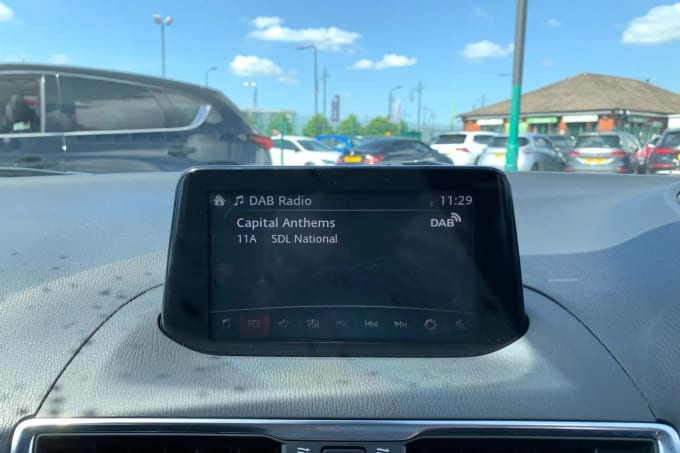 DAB Radio 11:29
Capital Anthems DAB
11A SDL National